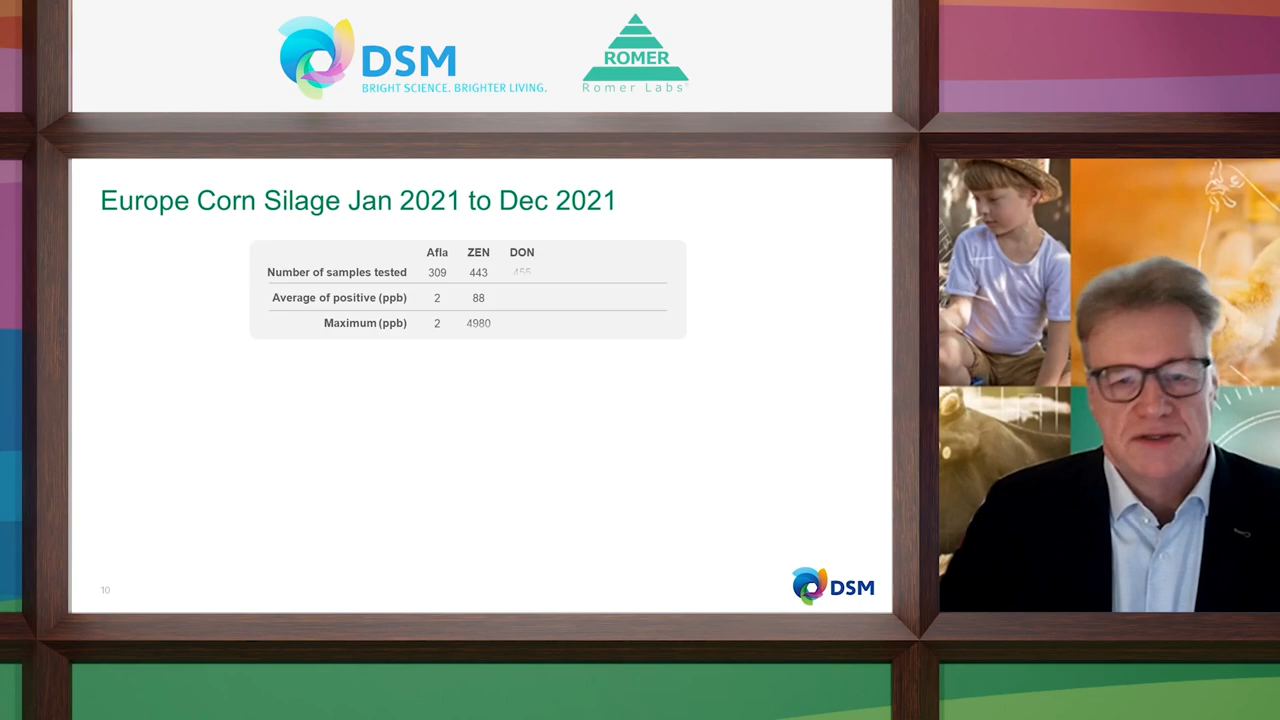 DSM
BRIGHT SCIENCE. BRIGHTER LIVING.
ROMER
Romer Labs®
Europe Corn Silage Jan 2021 to Dec 2021
Afla ZEN DON
Number of samples tested 309 443 455
Average of positive (ppb) 2 88
Maximum (ppb) 2 4980
10
DSM